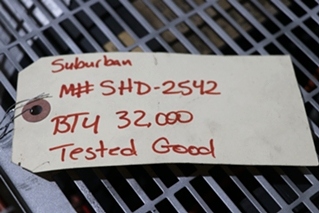 Suburban
M# SHD-2542
BTU 32,000
Tested Good